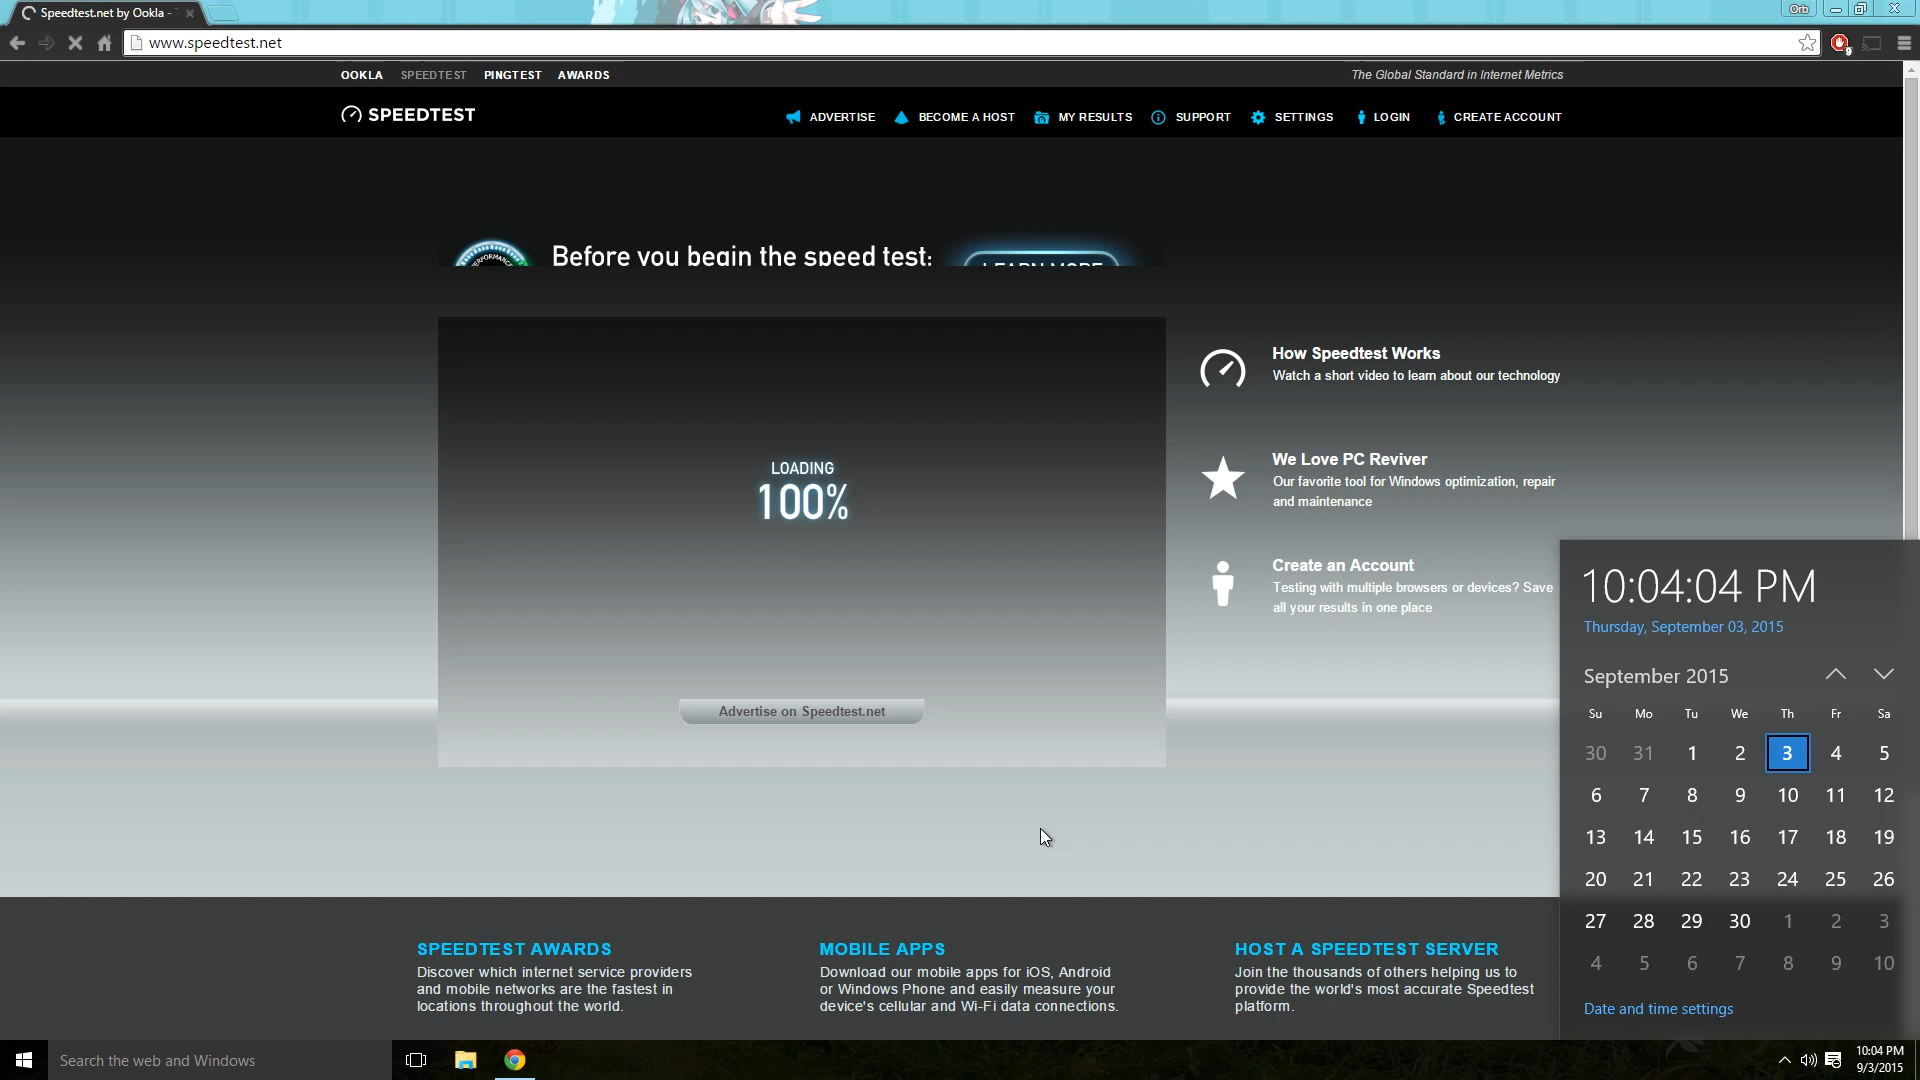 Speedtest.net by Ookla -
Orb
www.speedtest.net
9
OOKLA SPEEDTEST PINGTEST AWARDS
The Global Standard in Internet Metrics
SPEEDTEST
ADVERTISE BECOME A HOST MY RESULTS SUPPORT SETTINGS LOGIN CREATE ACCOUNT
PERFORMANCE
Before you begin the speed test:
LEARN MORE
LOADING
100%
Advertise on Speedtest.net
How Speedtest Works
Watch a short video to learn about our technology
We Love PC Reviver
Our favorite tool for Windows optimization, repair
and maintenance
Create an Account
Testing with multiple browsers or devices? Save
all your results in one place
10:04:04 PM
Thursday, September 03, 2015
September 2015
Su Mo Tu We Th Fr Sa
30 31 1 2 3 4 5
6 7 8 9 10 11 12
13 14 15 16 17 18 19
20 21 22 23 24 25 26
27 28 29 30 1 2 3
4 5 6 7 8 9 10
Date and time settings
SPEEDTEST AWARDS
Discover which internet service providers
and mobile networks are the fastest in
locations throughout the world.
MOBILE APPS
Download our mobile apps for iOS, Android
or Windows Phone and easily measure your
device's cellular and Wi-Fi data connections.
HOST A SPEEDTEST SERVER
Join the thousands of others helping us to
provide the world's most accurate Speedtest
platform.
Search the web and Windows
10:04 PM
9/3/2015